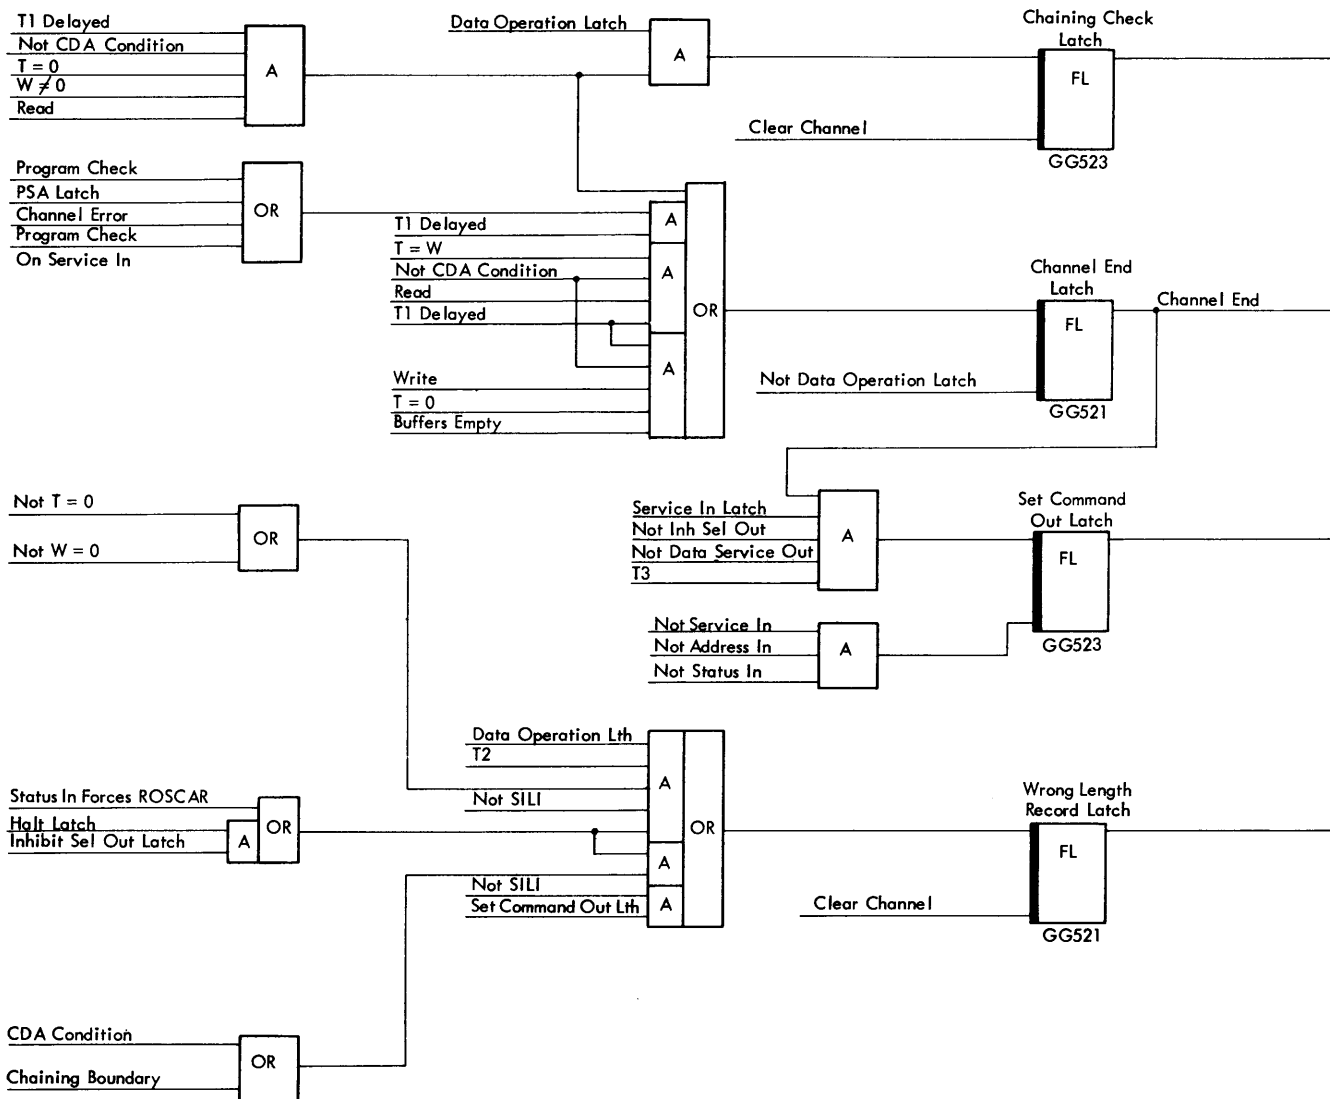 T1 Delayed
Not CDA Condition
T = 0
W ≠ 0
Read
A
Data Operation Latch
A
Chaining Check
Latch
FL
Clear Channel
GG523
Program Check
PSA Latch
Channel Error
Program Check
On Service In
OR
T1 Delayed
T = W
Not CDA Condition
Read
T1 Delayed
Write
T = 0
Buffers Empty
A
A
A
OR
Channel End
Latch
FL
Channel End
Not Data Operation Latch
GG521
Not T = 0
Not W = 0
OR
Service In Latch
Not Inh Sel Out
Not Data Service Out
T3
A
Set Command
Out Latch
FL
GG523
Not Service In
Not Address In
Not Status In
A
Data Operation Lth
T2
Not SILI
A
OR
Status In Forces ROSCAR
Halt Latch
Inhibit Sel Out Latch
A
OR
A
Not SILI
Set Command Out Lth
A
Wrong Length
Record Latch
FL
Clear Channel
GG521
CDA Condition
Chaining Boundary
OR